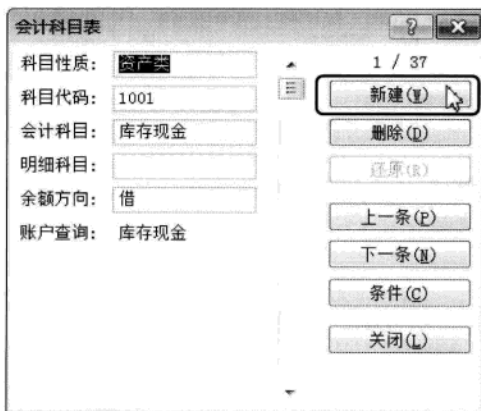 会计科目表
科目性质: 资产类
科目代码: 1001
会计科目: 库存现金
明细科目:
余额方向: 借
账户查询: 库存现金
1 / 37
新建(W)
删除(D)
还原(R)
上一条(P)
下一条(N)
条件(C)
关闭(L)